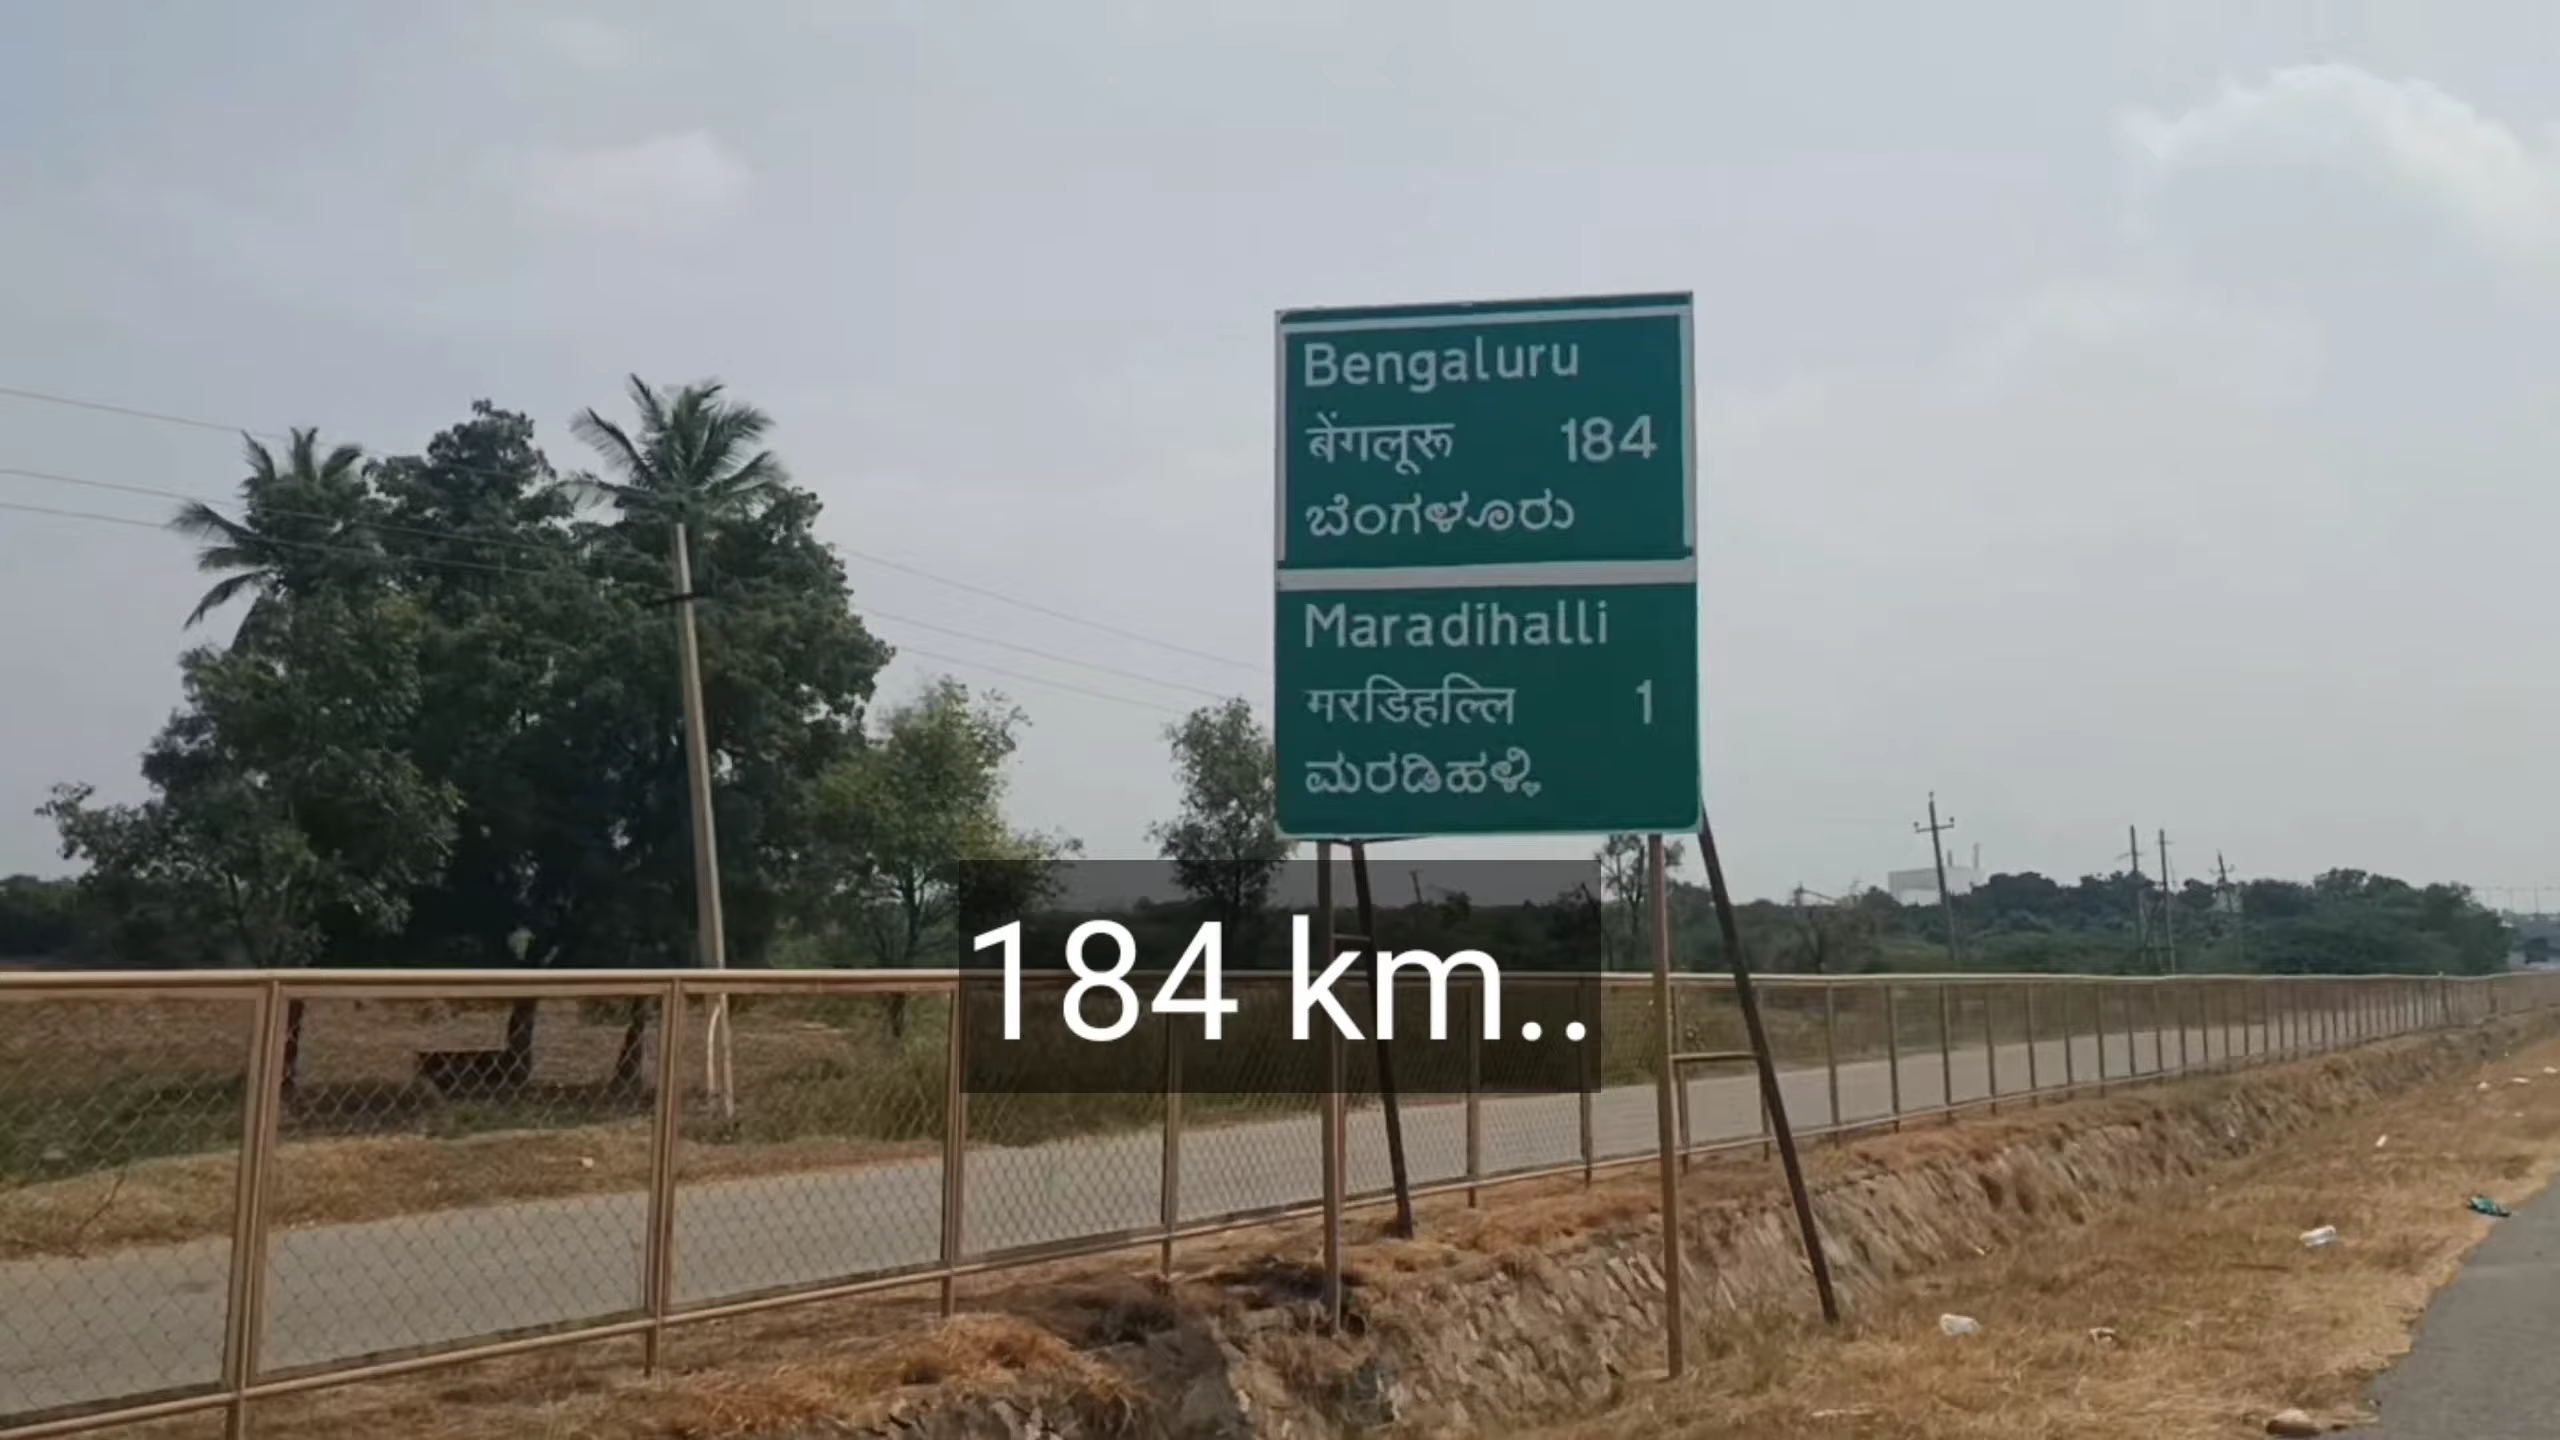 Bengaluru
बेंगलूरू 184
ಬೆಂಗಳೂರು
Maradihalli
मरडिहल्लि 1
ಮರಡಿಹಳ್ಳಿ
184 km..